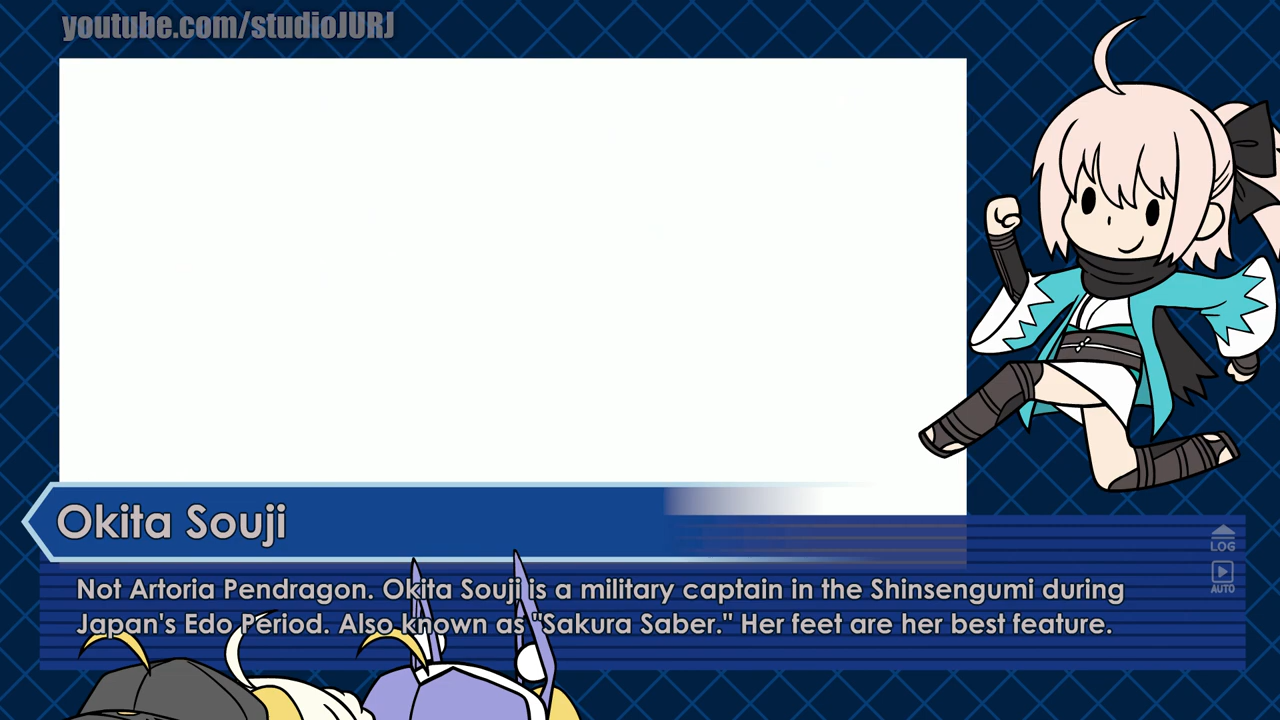 youtube.com/studioJURJ
Okita Souji
LOG
AUTO
Not Artoria Pendragon. Okita Souji is a military captain in the Shinsengumi during
Japan's Edo Period. Also known as "Sakura Saber." Her feet are her best feature.